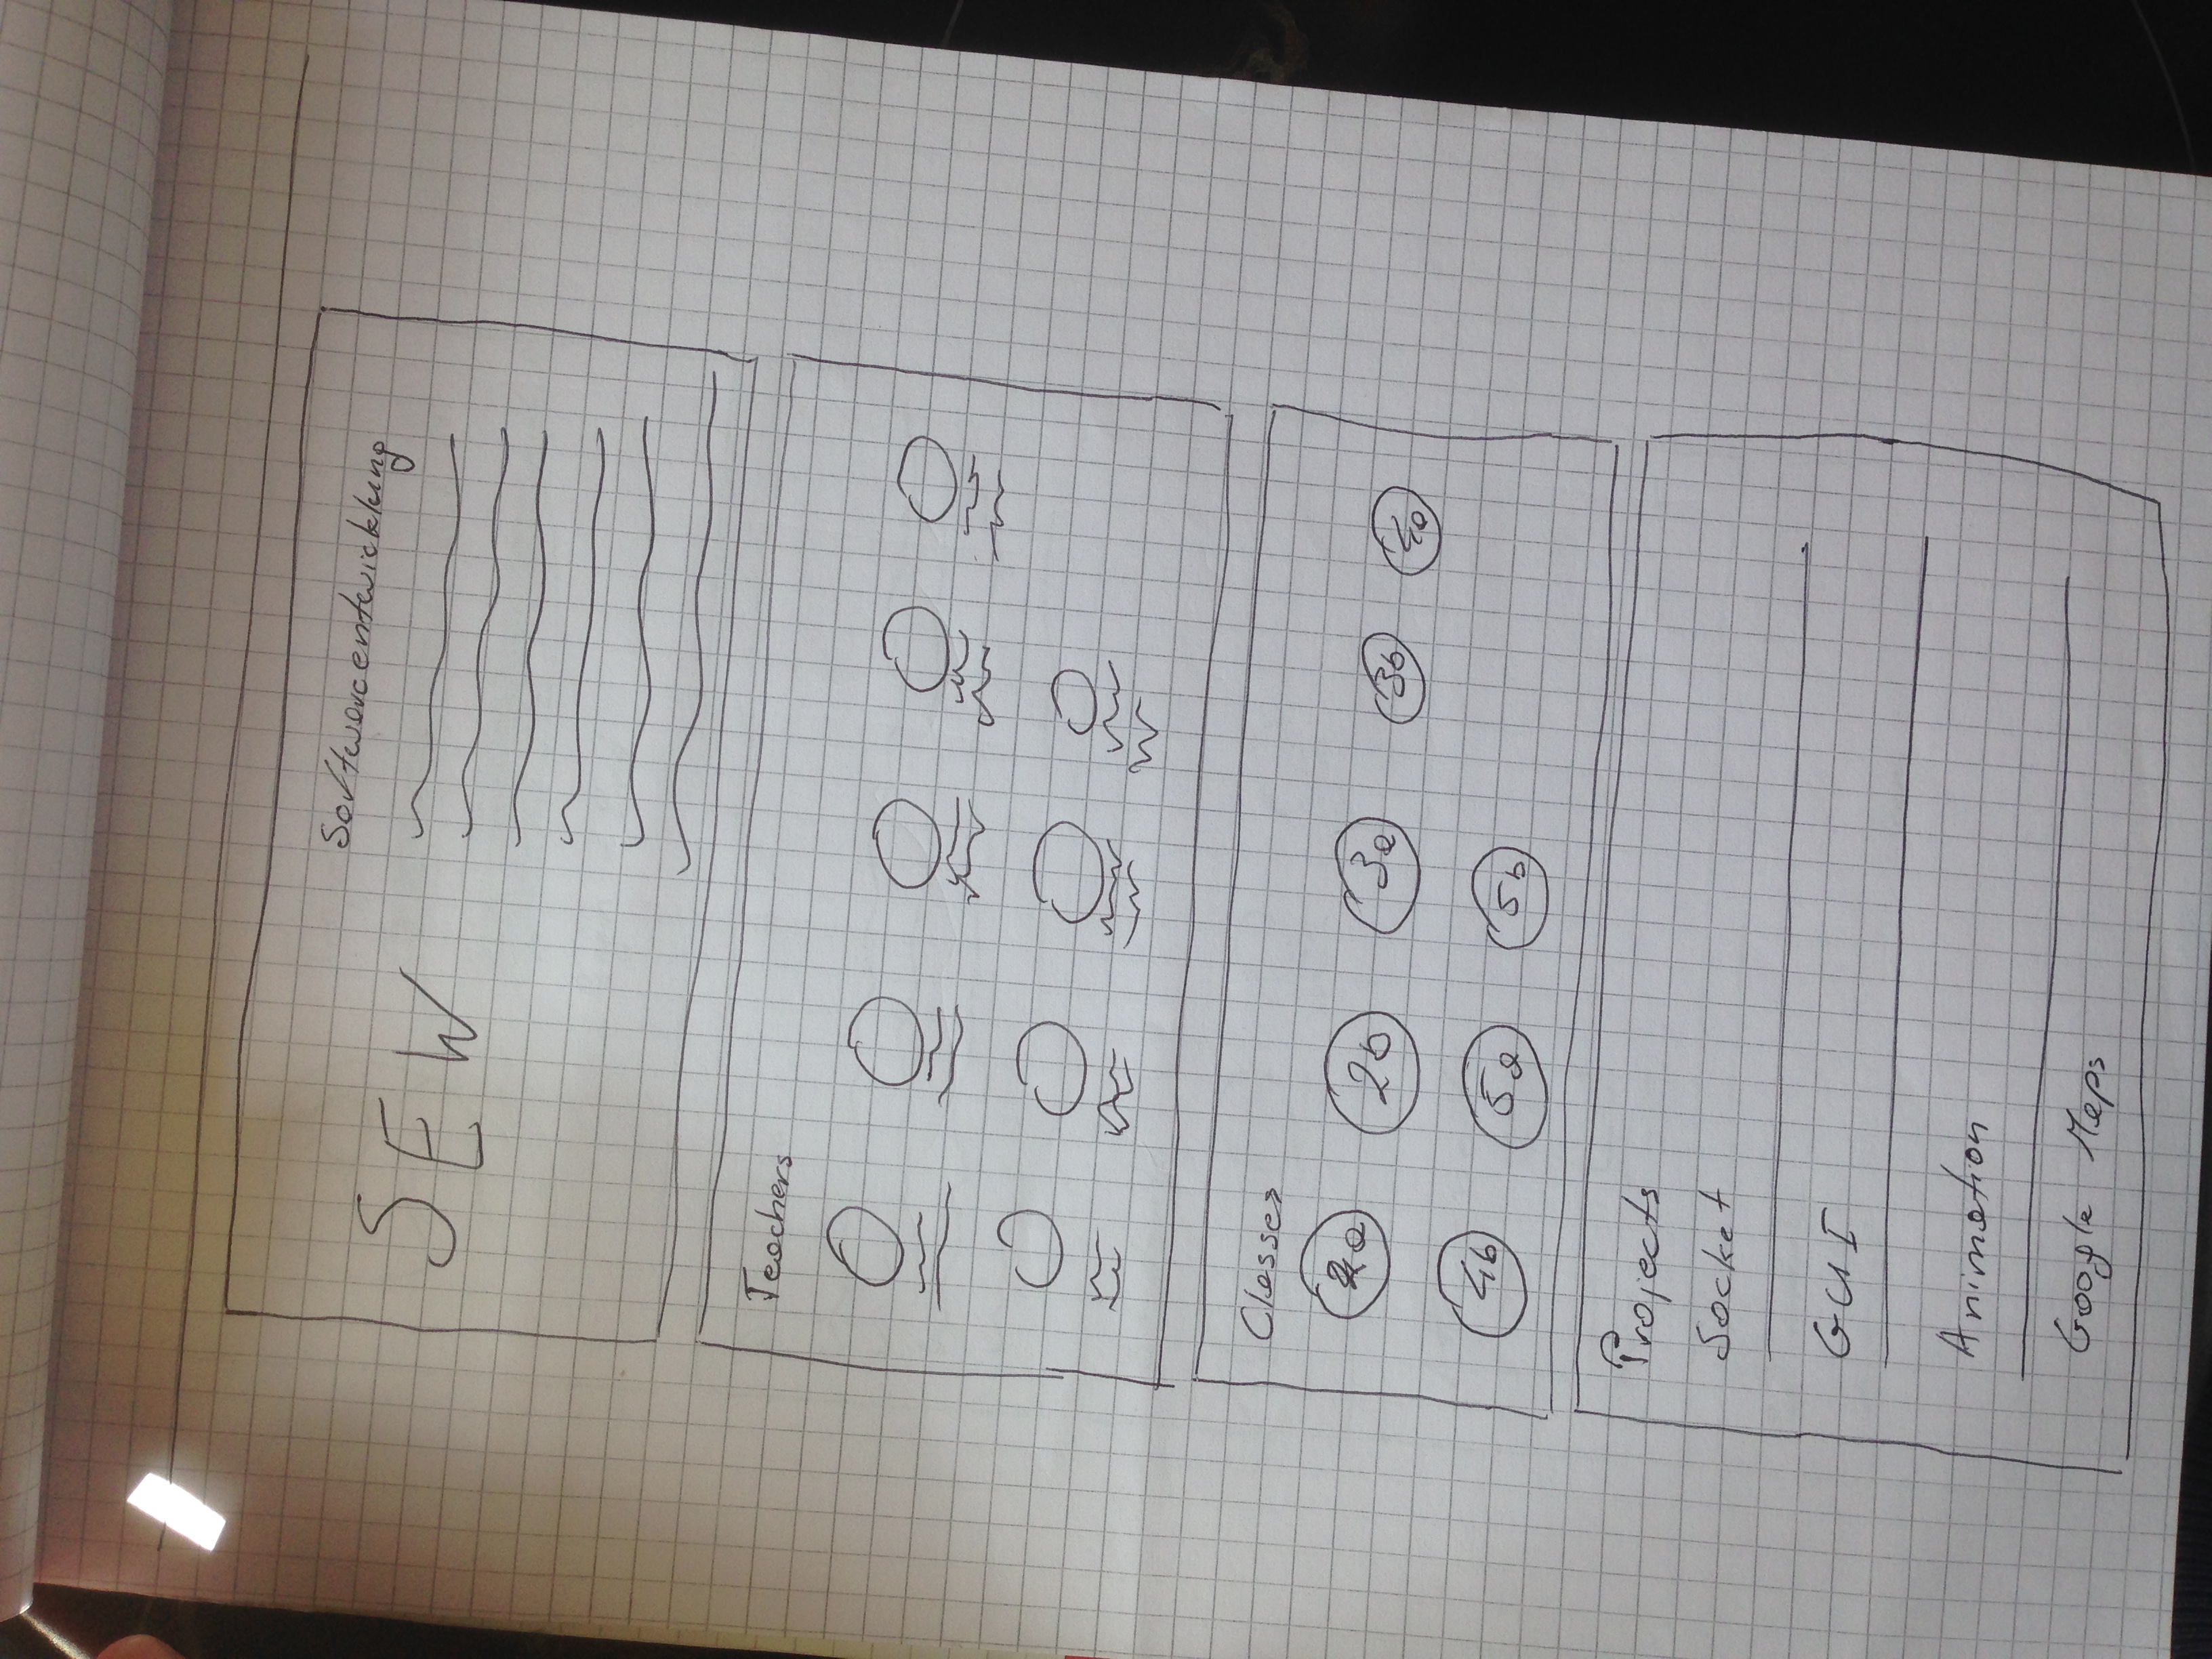 SEW
Softwareentwicklung
Teachers
Classes
2a 2b 3a 3b 4a
4b 5a 5b
Projects
Socket
GUI
Animation
Google Maps